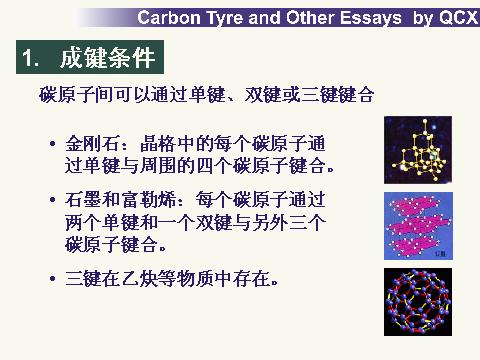 Carbon Tyre and Other Essays by QCX
1. 成键条件
碳原子间可以通过单键、双键或三键键合
• 金刚石：晶格中的每个碳原子通
过单键与周围的四个碳原子键合。
• 石墨和富勒烯：每个碳原子通过
两个单键和一个双键与另外三个
碳原子键合。
• 三键在乙炔等物质中存在。